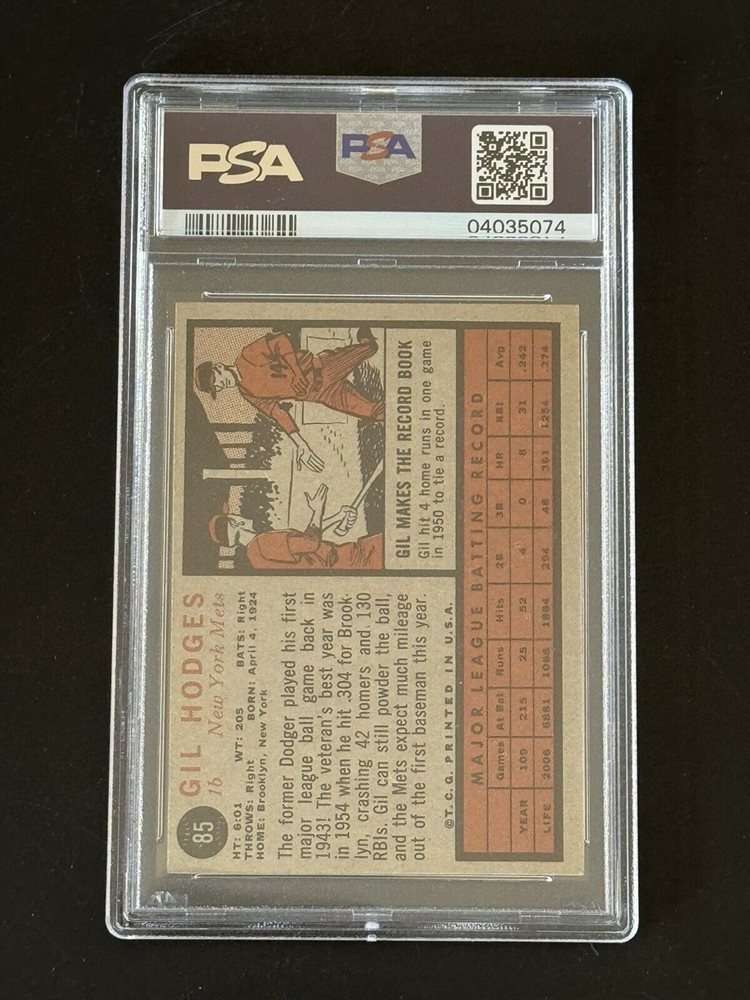 PSA
PSA
04035074
85
GIL HODGES
1b New York Mets
HT: 6:01 WT: 205 BATS: Right
THROWS: Right BORN: April 4, 1924
HOME: Brooklyn, New York
The former Dodger played his first
major league ball game back in
1943! The veteran's best year was
in 1954 when he hit .304 for Brook-
lyn, crashing 42 homers and 130
RBIs. Gil can still powder the ball,
and the Mets expect much mileage
out of the first baseman this year.
©T.C.G. PRINTED IN U.S.A.
14
GIL MAKES THE RECORD BOOK
Gil hit 4 home runs in one game
in 1950 to tie a record.
MAJOR LEAGUE BATTING RECORD
Games At Bat Runs Hits 2B 3B HR RBI Avg
YEAR 109 215 25 52 4 0 8 31 .242
LIFE 2006 6881 1088 1884 294 48 361 1254 .274